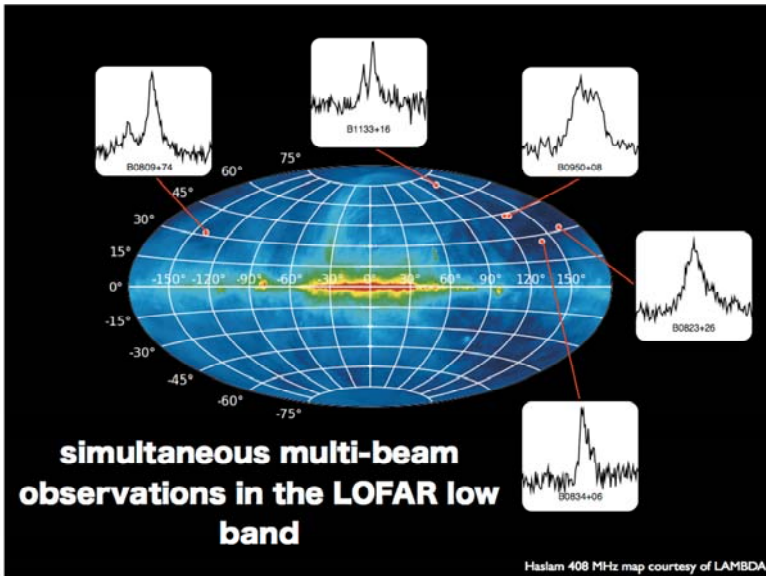 B1133+16
B0809+74
B0950+08
75°
60°
45°
30°
15°
-150° -120° -90° -60° -30° 0° 30° 60° 90° 120° 150°
0°
-15°
-30°
-45°
-60°
-75°
B0823+26
B0834+06
simultaneous multi-beam
observations in the LOFAR low
band
Haslam 408 MHz map courtesy of LAMBDA